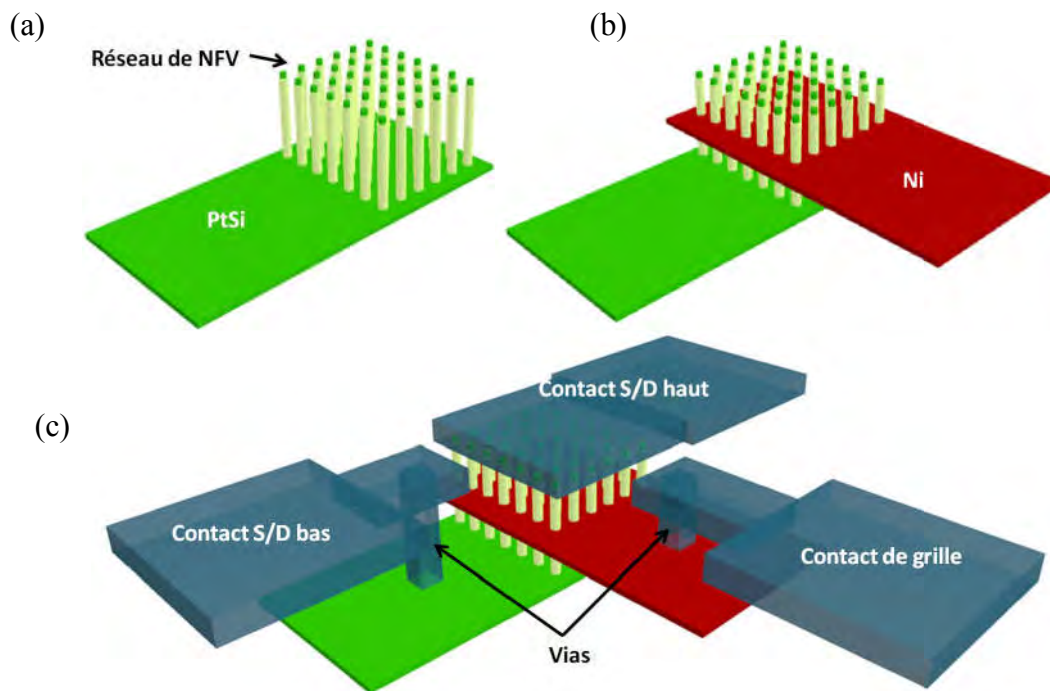 (a)
Réseau de NFV
PtSi
(b)
Ni
(c)
Contact S/D haut
Contact S/D bas
Contact de grille
Vias